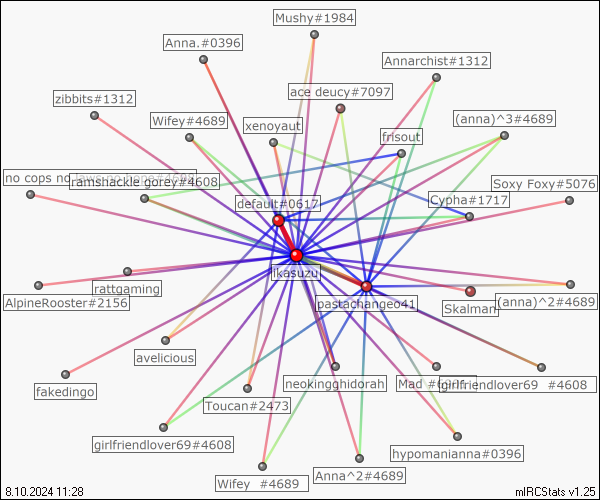 Mushy#1984
Anna.#0396
Annarchist#1312
ace deucy#7097
zibbits#1312
Wifey#4689
xenoyaut
(anna)^3#4689
frisout
no cops no
ramshackle gorey#4608
Soxy Foxy#5076
default#0617
Cypha#1717
Ikasuzu
rattgaming
AlpineRooster#2156
pastachangeo41
Skalman
(anna)^2#4689
avelicious
neokingghidorah
Mad
girlfriendlover69 #4608
fakedingo
Toucan#2473
girlfriendlover69#4608
hypomanianna#0396
Anna^2#4689
Wifey #4689
8.10.2024 11:28
mIRCStats v1.25